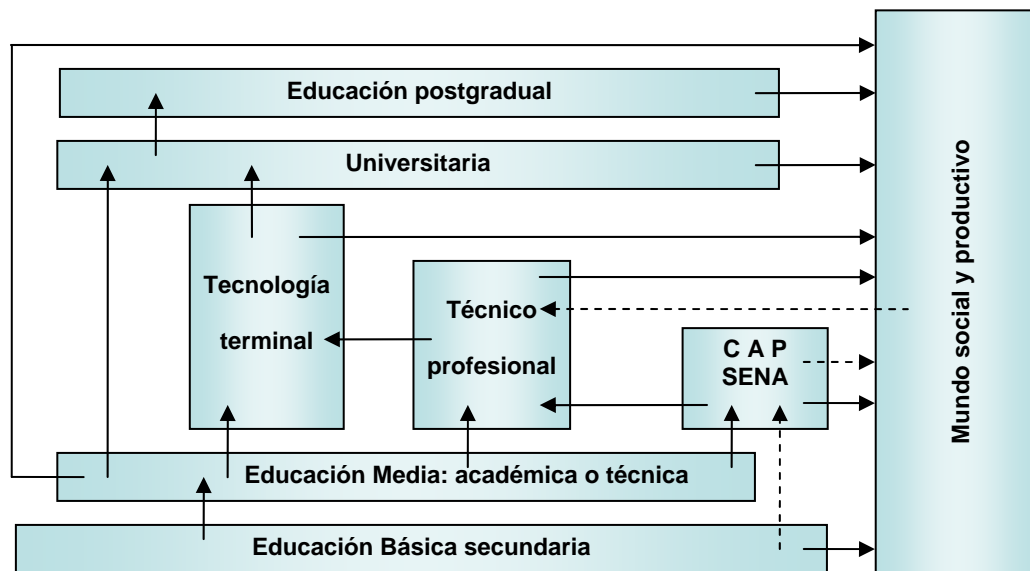 Educación postgradual
Universitaria
Tecnología
terminal
Técnico
profesional
C A P
SENA
Educación Media: académica o técnica
Educación Básica secundaria
Mundo social y productivo